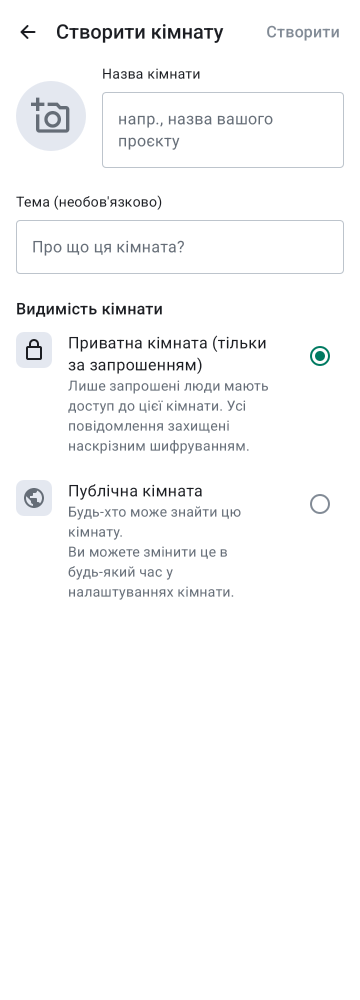 Створити кімнату
Створити
Назва кімнати
напр., назва вашого
проєкту
Тема (необов'язково)
Про що ця кімната?
Видимість кімнати
Приватна кімната (тільки
за запрошенням)
Лише запрошені люди мають
доступ до цієї кімнати. Усі
повідомлення захищені
наскрізним шифруванням.
Публічна кімната
Будь-хто може знайти цю
кімнату.
Ви можете змінити це в
будь-який час у
налаштуваннях кімнати.